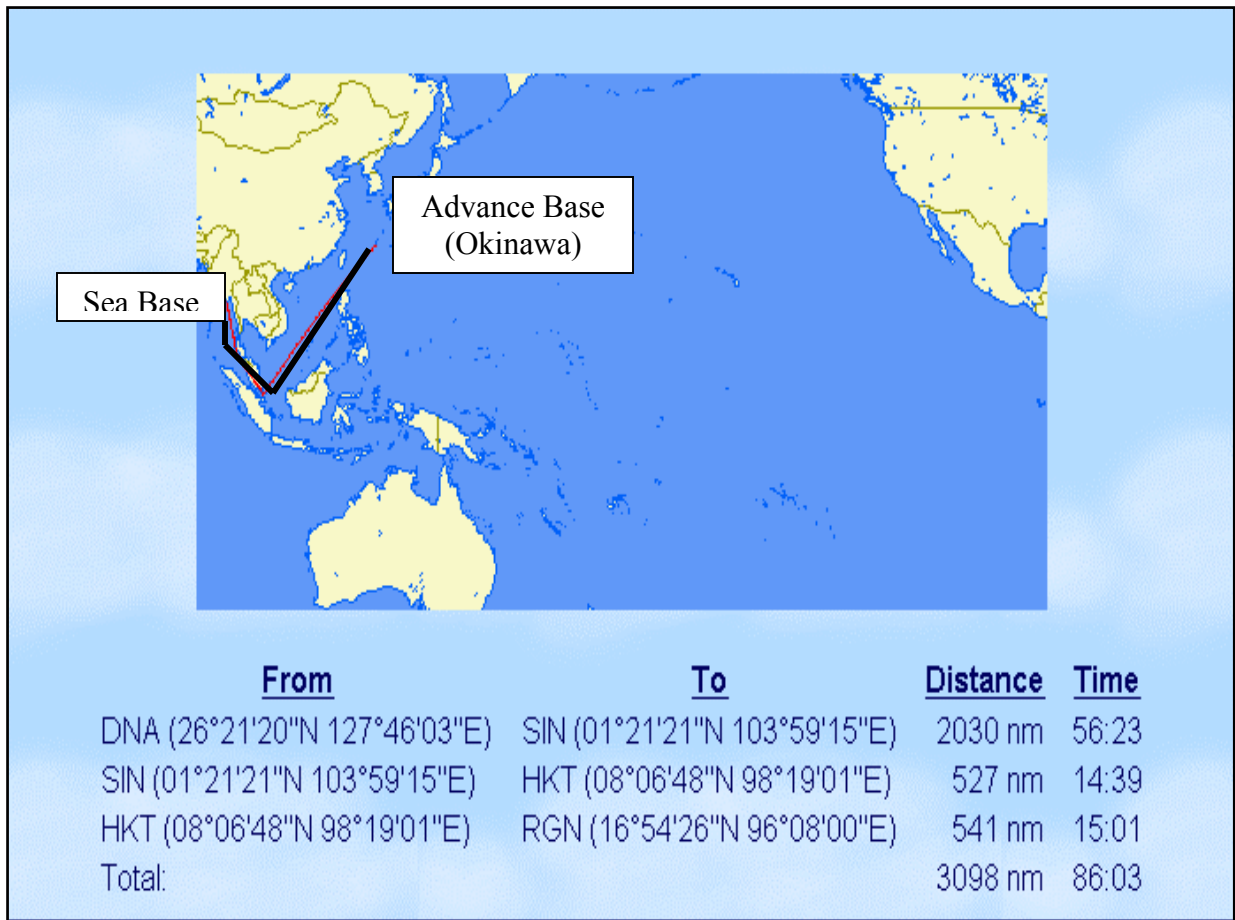 Advance Base
(Okinawa)
Sea Base
From To Distance Time
DNA (26°21'20"N 127°46'03"E) SIN (01°21'21"N 103°59'15"E) 2030 nm 56:23
SIN (01°21'21"N 103°59'15"E) HKT (08°06'48"N 98°19'01"E) 527 nm 14:39
HKT (08°06'48"N 98°19'01"E) RGN (16°54'26"N 96°08'00"E) 541 nm 15:01
Total: 3098 nm 86:03